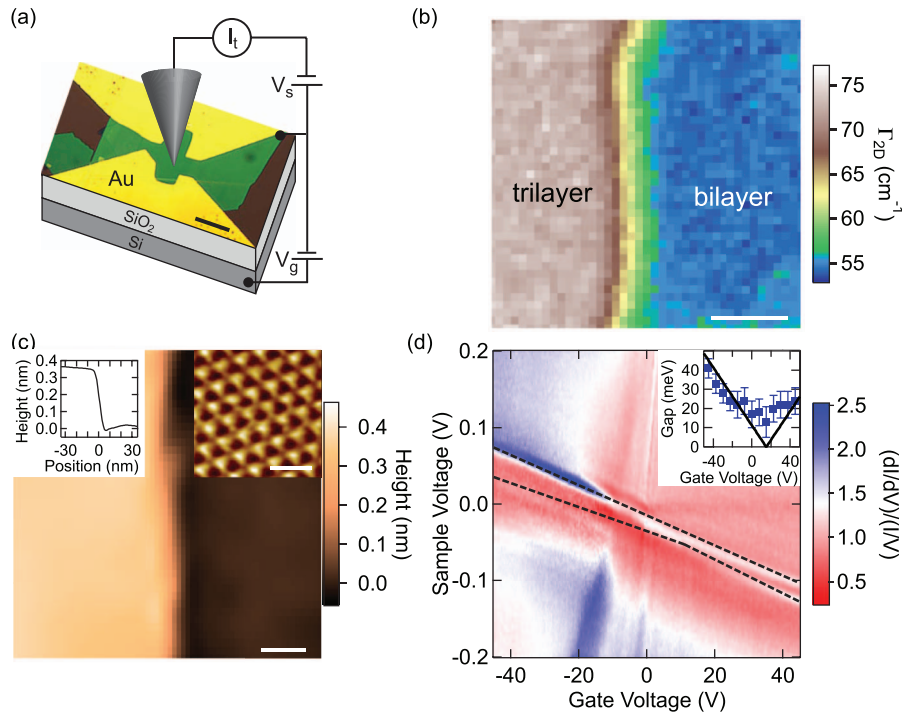 (a)
I_t
V_s
Au
SiO_2
Si
V_g
(b)
trilayer
bilayer
75
70
65
60
55
Γ_2D (cm^-1)
(c)
Height (nm)
0.4
0.3
0.2
0.1
0.0
-30
0
30
Position (nm)
0.4
0.3
0.2
0.1
0.0
Height (nm)
(d)
Sample Voltage (V)
0.2
0.1
0.0
-0.1
-0.2
-40
-20
0
20
40
Gate Voltage (V)
Gap (meV)
40
30
20
10
0
-40
0
40
Gate Voltage (V)
2.5
2.0
1.5
1.0
0.5
(dI/dV)/(I/V)